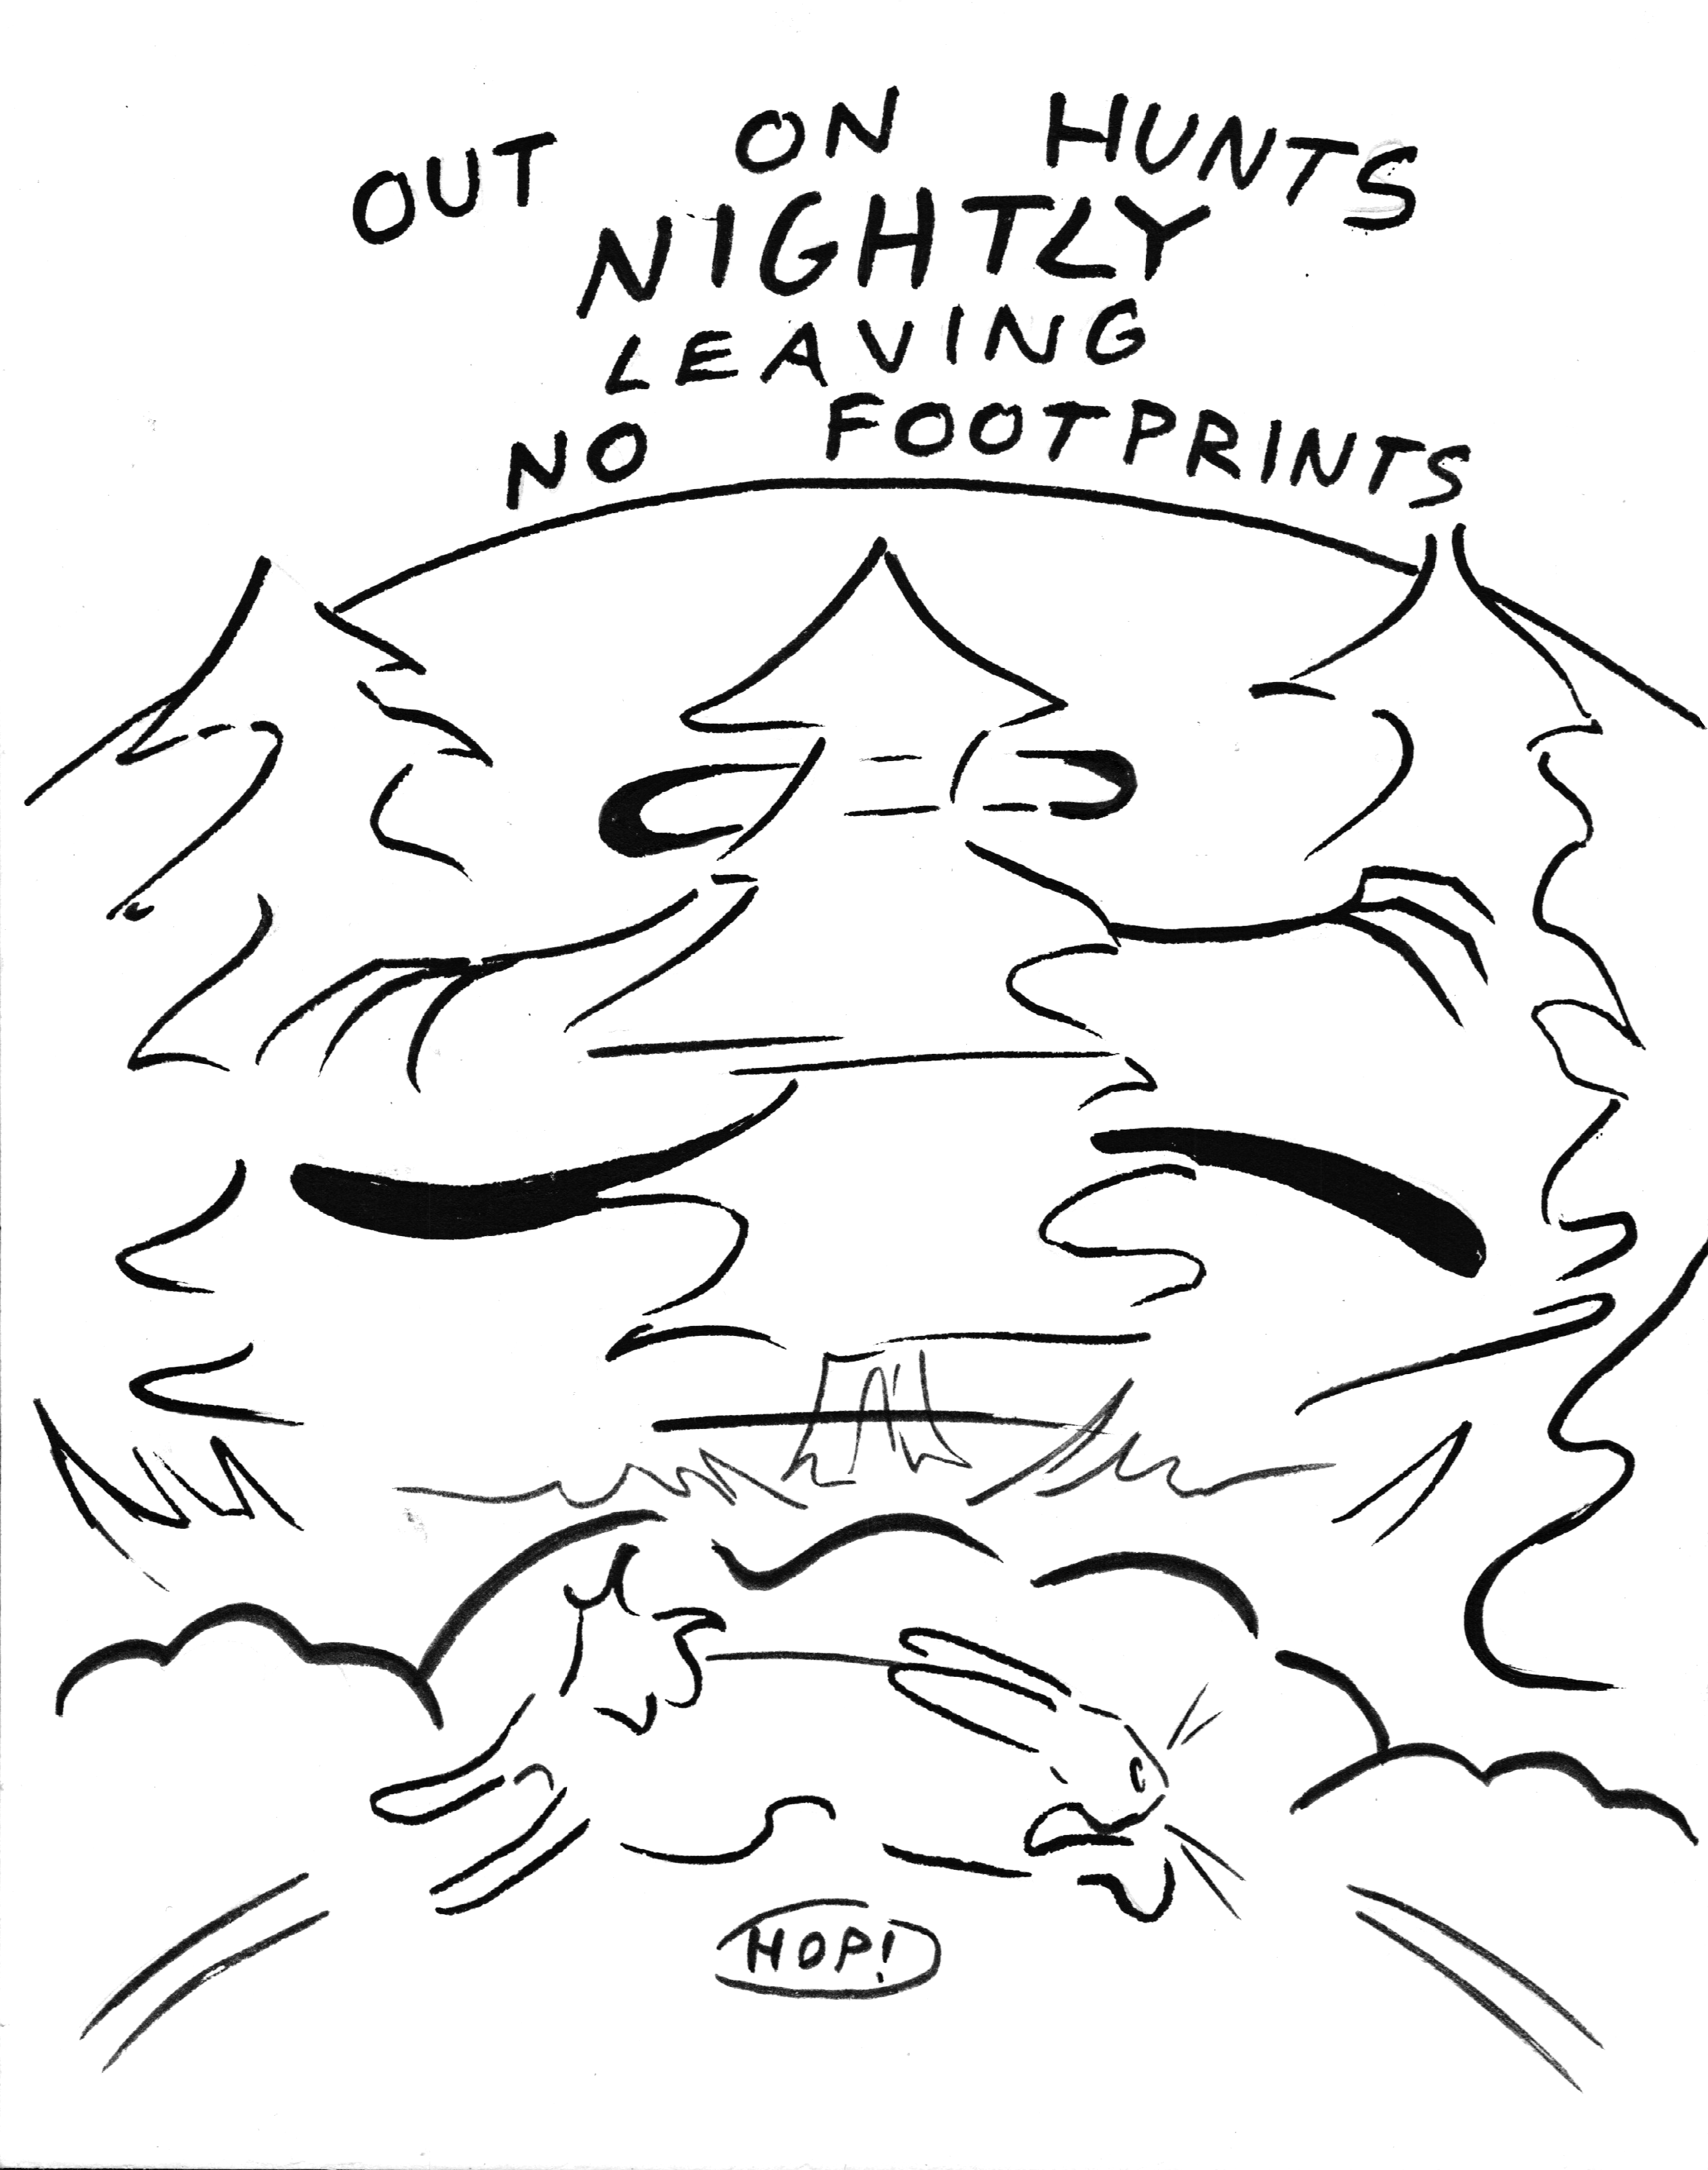 OUT ON HUNTS
NIGHTLY
LEAVING
NO FOOTPRINTS
HOP!